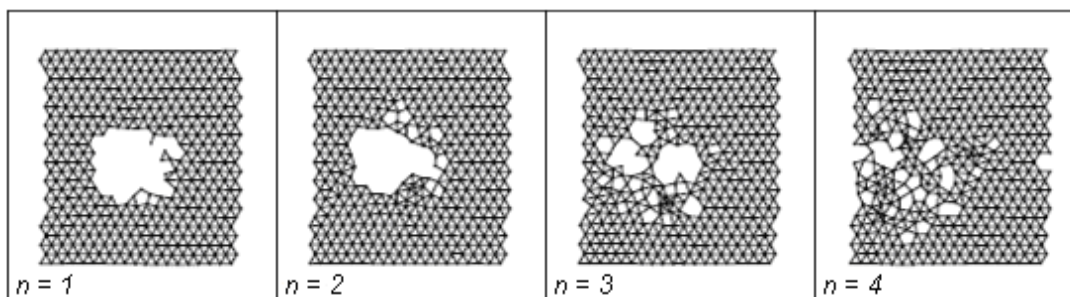 n = 1
n = 2
n = 3
n = 4